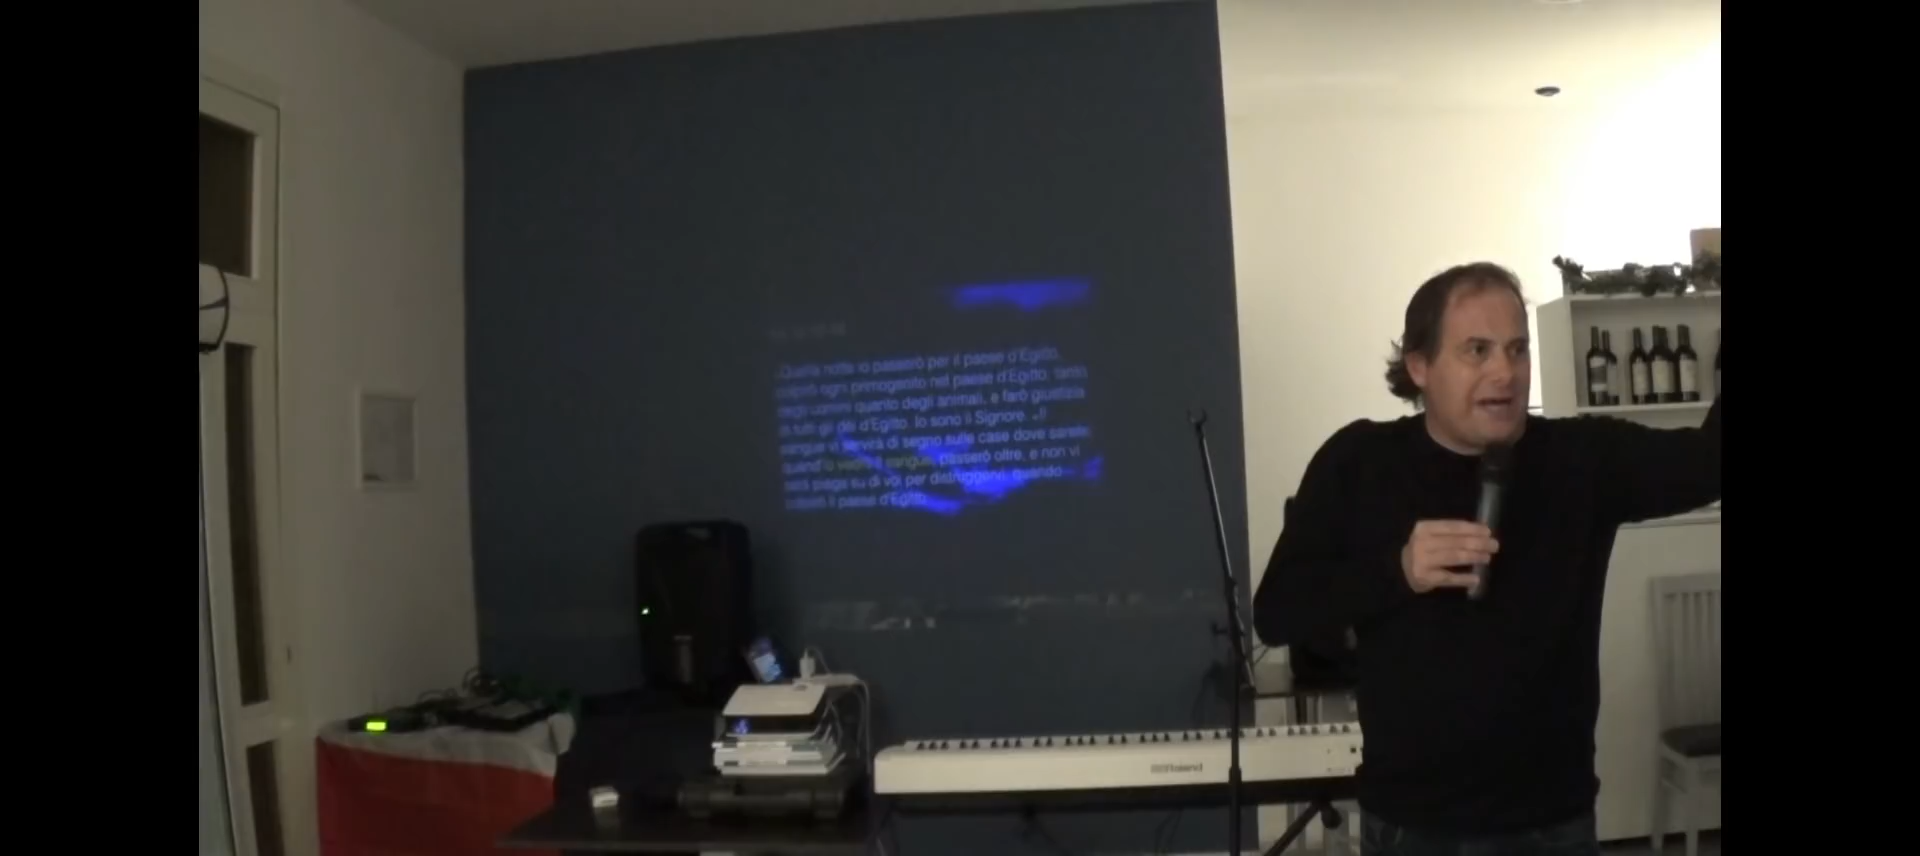 Quella notte io passerò per il paese d'Egitto,
colpirò ogni primogenito nel paese d'Egitto, tanto
degli uomini quanto degli animali, e farò giustizia
di tutti gli dèi d'Egitto. Io sono il Signore. Il
sangue vi servirà di segno sulle case dove sarete;
quand'io vedrò il sangue, passerò oltre, e non vi
sarà piaga su di voi per distruggervi, quando
colpirò il paese d'Egitto.
Roland